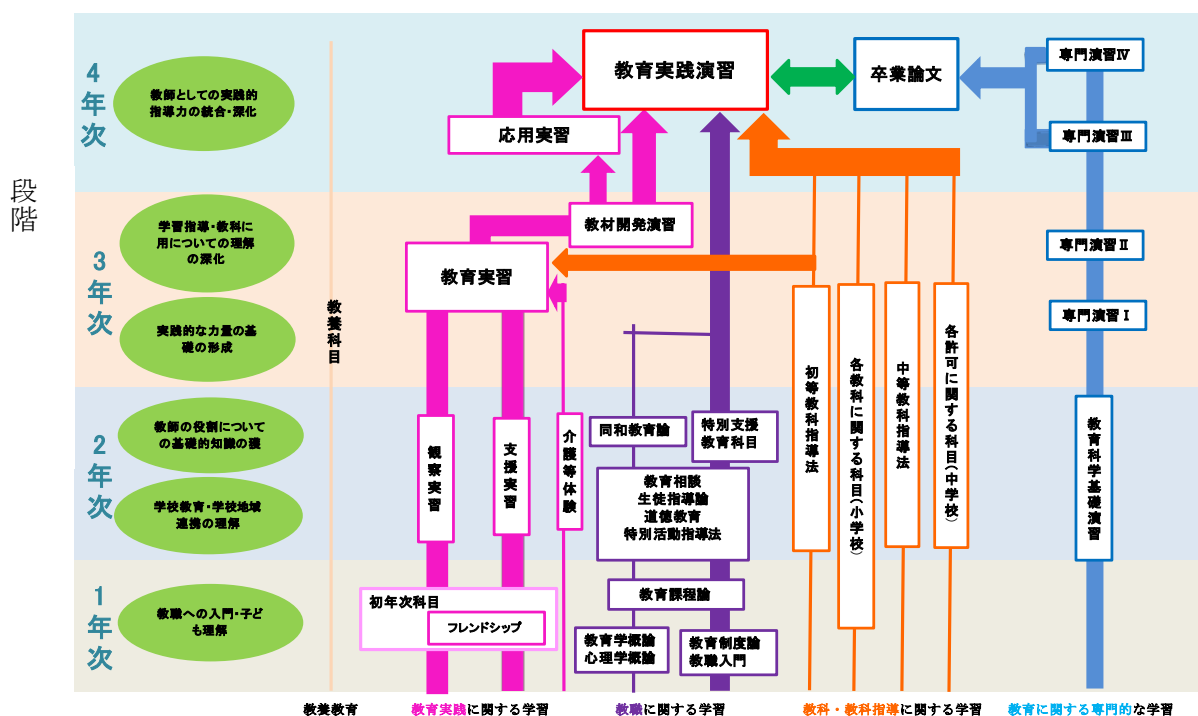 段
階
4
年
次
教師としての実践的
指導力の統合・深化
教育実践演習
卒業論文
専門演習Ⅳ
応用実習
専門演習Ⅲ
3
年
次
学習指導・教科に
用についての理解
の深化
実践的な力量の基
礎の形成
教養科目
教材開発演習
教育実習
専門演習Ⅱ
専門演習Ⅰ
初等教科指導法
各教科に関する科目(小学校)
中等教科指導法
各許可に関する科目(中学校)
2
年
次
教師の役割について
の基礎的知識の護
学校教育・学校地域
連携の理解
観察実習
支援実習
介護等体験
同和教育論
特別支援
教育科目
教育相談
生徒指導論
道徳教育
特別活動指導法
教育科学基礎演習
1
年
次
教職への入門・子ど
も理解
初年次科目
フレンドシップ
教育課程論
教育学概論
心理学概論
教育制度論
教職入門
教養教育
教育実践に関する学習
教職に関する学習
教科・教科指導に関する学習
教育に関する専門的な学習